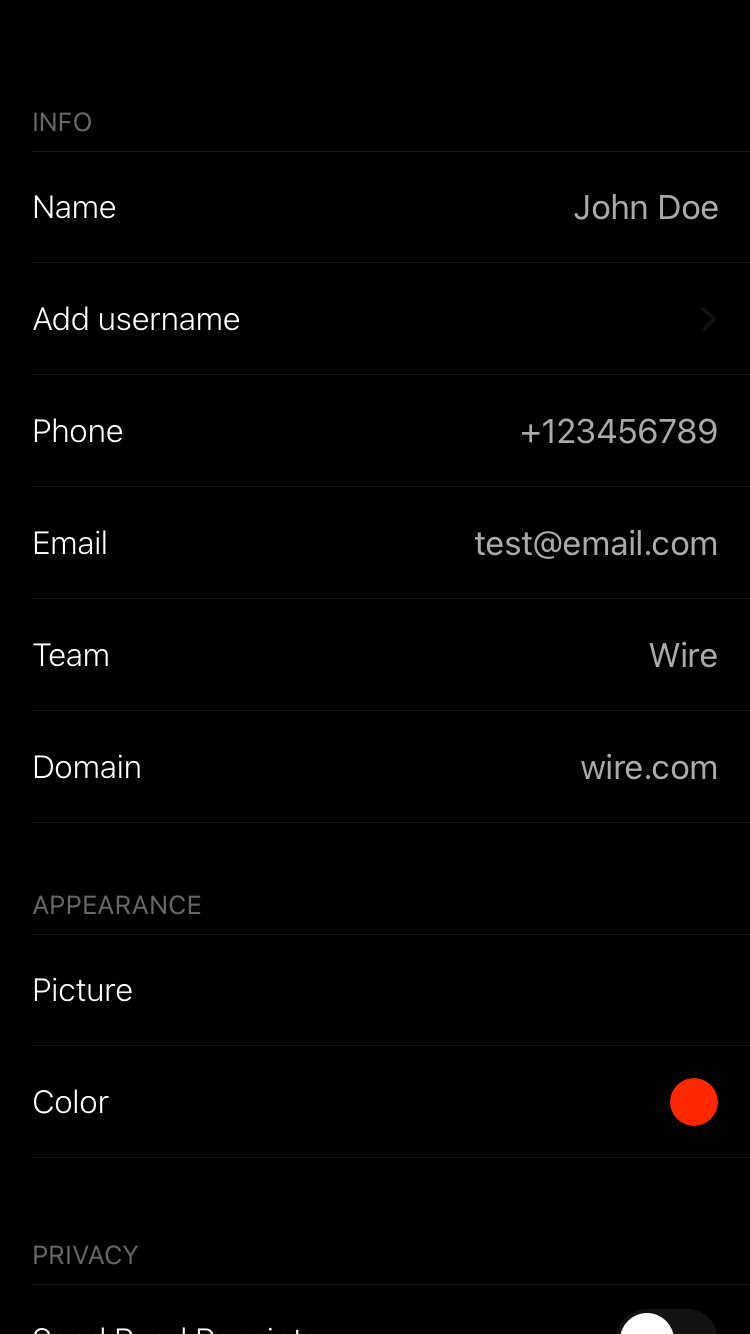 INFO
Name
John Doe
Add username
Phone
+123456789
Email
test@email.com
Team
Wire
Domain
wire.com
APPEARANCE
Picture
Color
PRIVACY